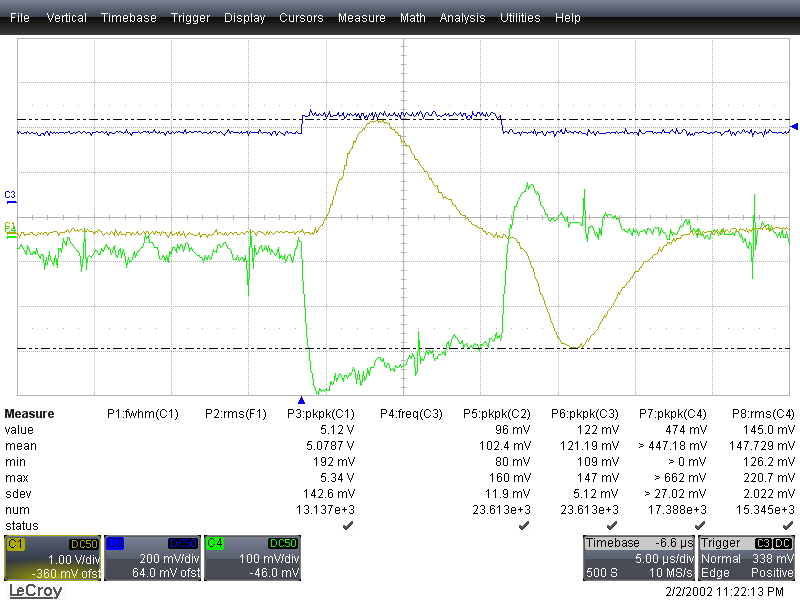 File Vertical Timebase Trigger Display Cursors Measure Math Analysis Utilities Help
C3
C1
Measure P1:fwhm(C1) P2:rms(F1) P3:pkpk(C1) P4:freq(C3) P5:pkpk(C2) P6:pkpk(C3) P7:pkpk(C4) P8:rms(C4)
value 5.12 V 96 mV 122 mV 474 mV 145.0 mV
mean 5.0787 V 102.4 mV 121.19 mV > 447.18 mV 147.729 mV
min 192 mV 80 mV 109 mV > 0 mV 126.2 mV
max 5.34 V 160 mV 147 mV > 662 mV 220.7 mV
sdev 142.6 mV 11.9 mV 5.12 mV > 27.02 mV 2.022 mV
num 13.137e+3 23.613e+3 23.613e+3 17.388e+3 15.345e+3
status
C1 DC50
1.00 V/div
-360 mV ofst
DC50
200 mV/div
64.0 mV ofst
C4 DC50
100 mV/div
-46.0 mV
Timebase -6.6 µs
5.00 µs/div
500 S 10 MS/s
Trigger C3 DC
Normal 338 mV
Edge Positive
LeCroy
2/2/2002 11:22:13 PM